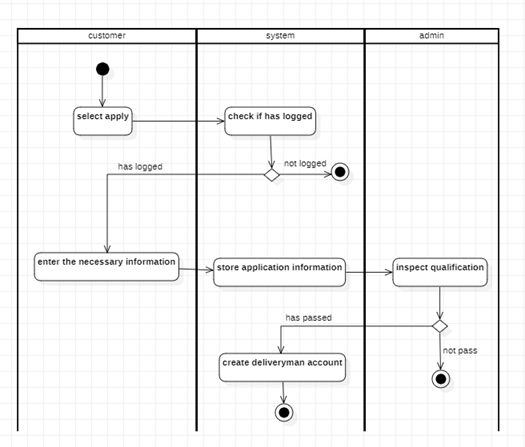 customer
system
admin
select apply
check if has logged
has logged
not logged
enter the necessary information
store application information
inspect qualification
has passed
not pass
create deliveryman account